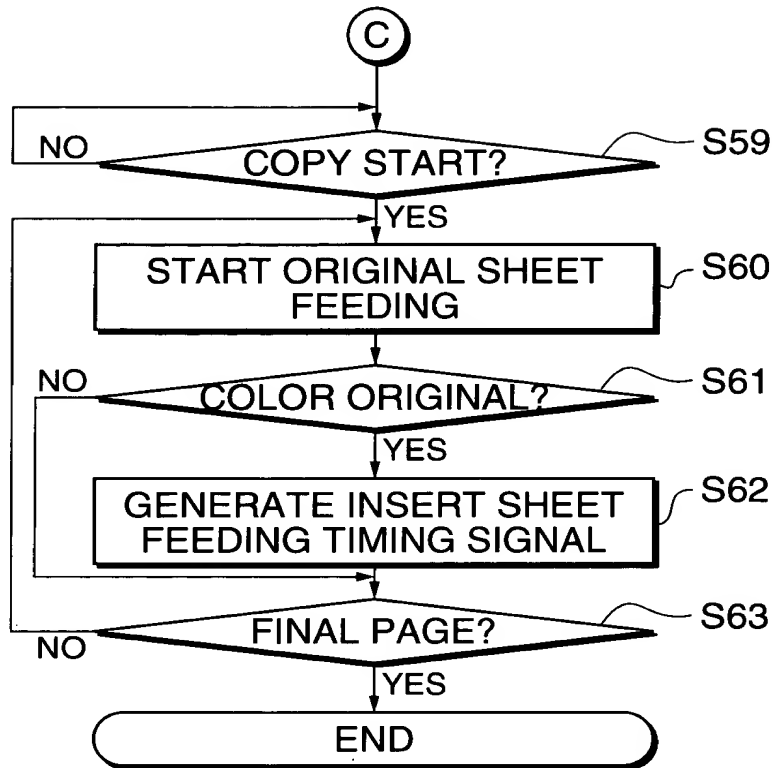 C
NO
COPY START?
S59
YES
START ORIGINAL SHEET
FEEDING
S60
NO
COLOR ORIGINAL?
S61
YES
GENERATE INSERT SHEET
FEEDING TIMING SIGNAL
S62
FINAL PAGE?
S63
NO
YES
END